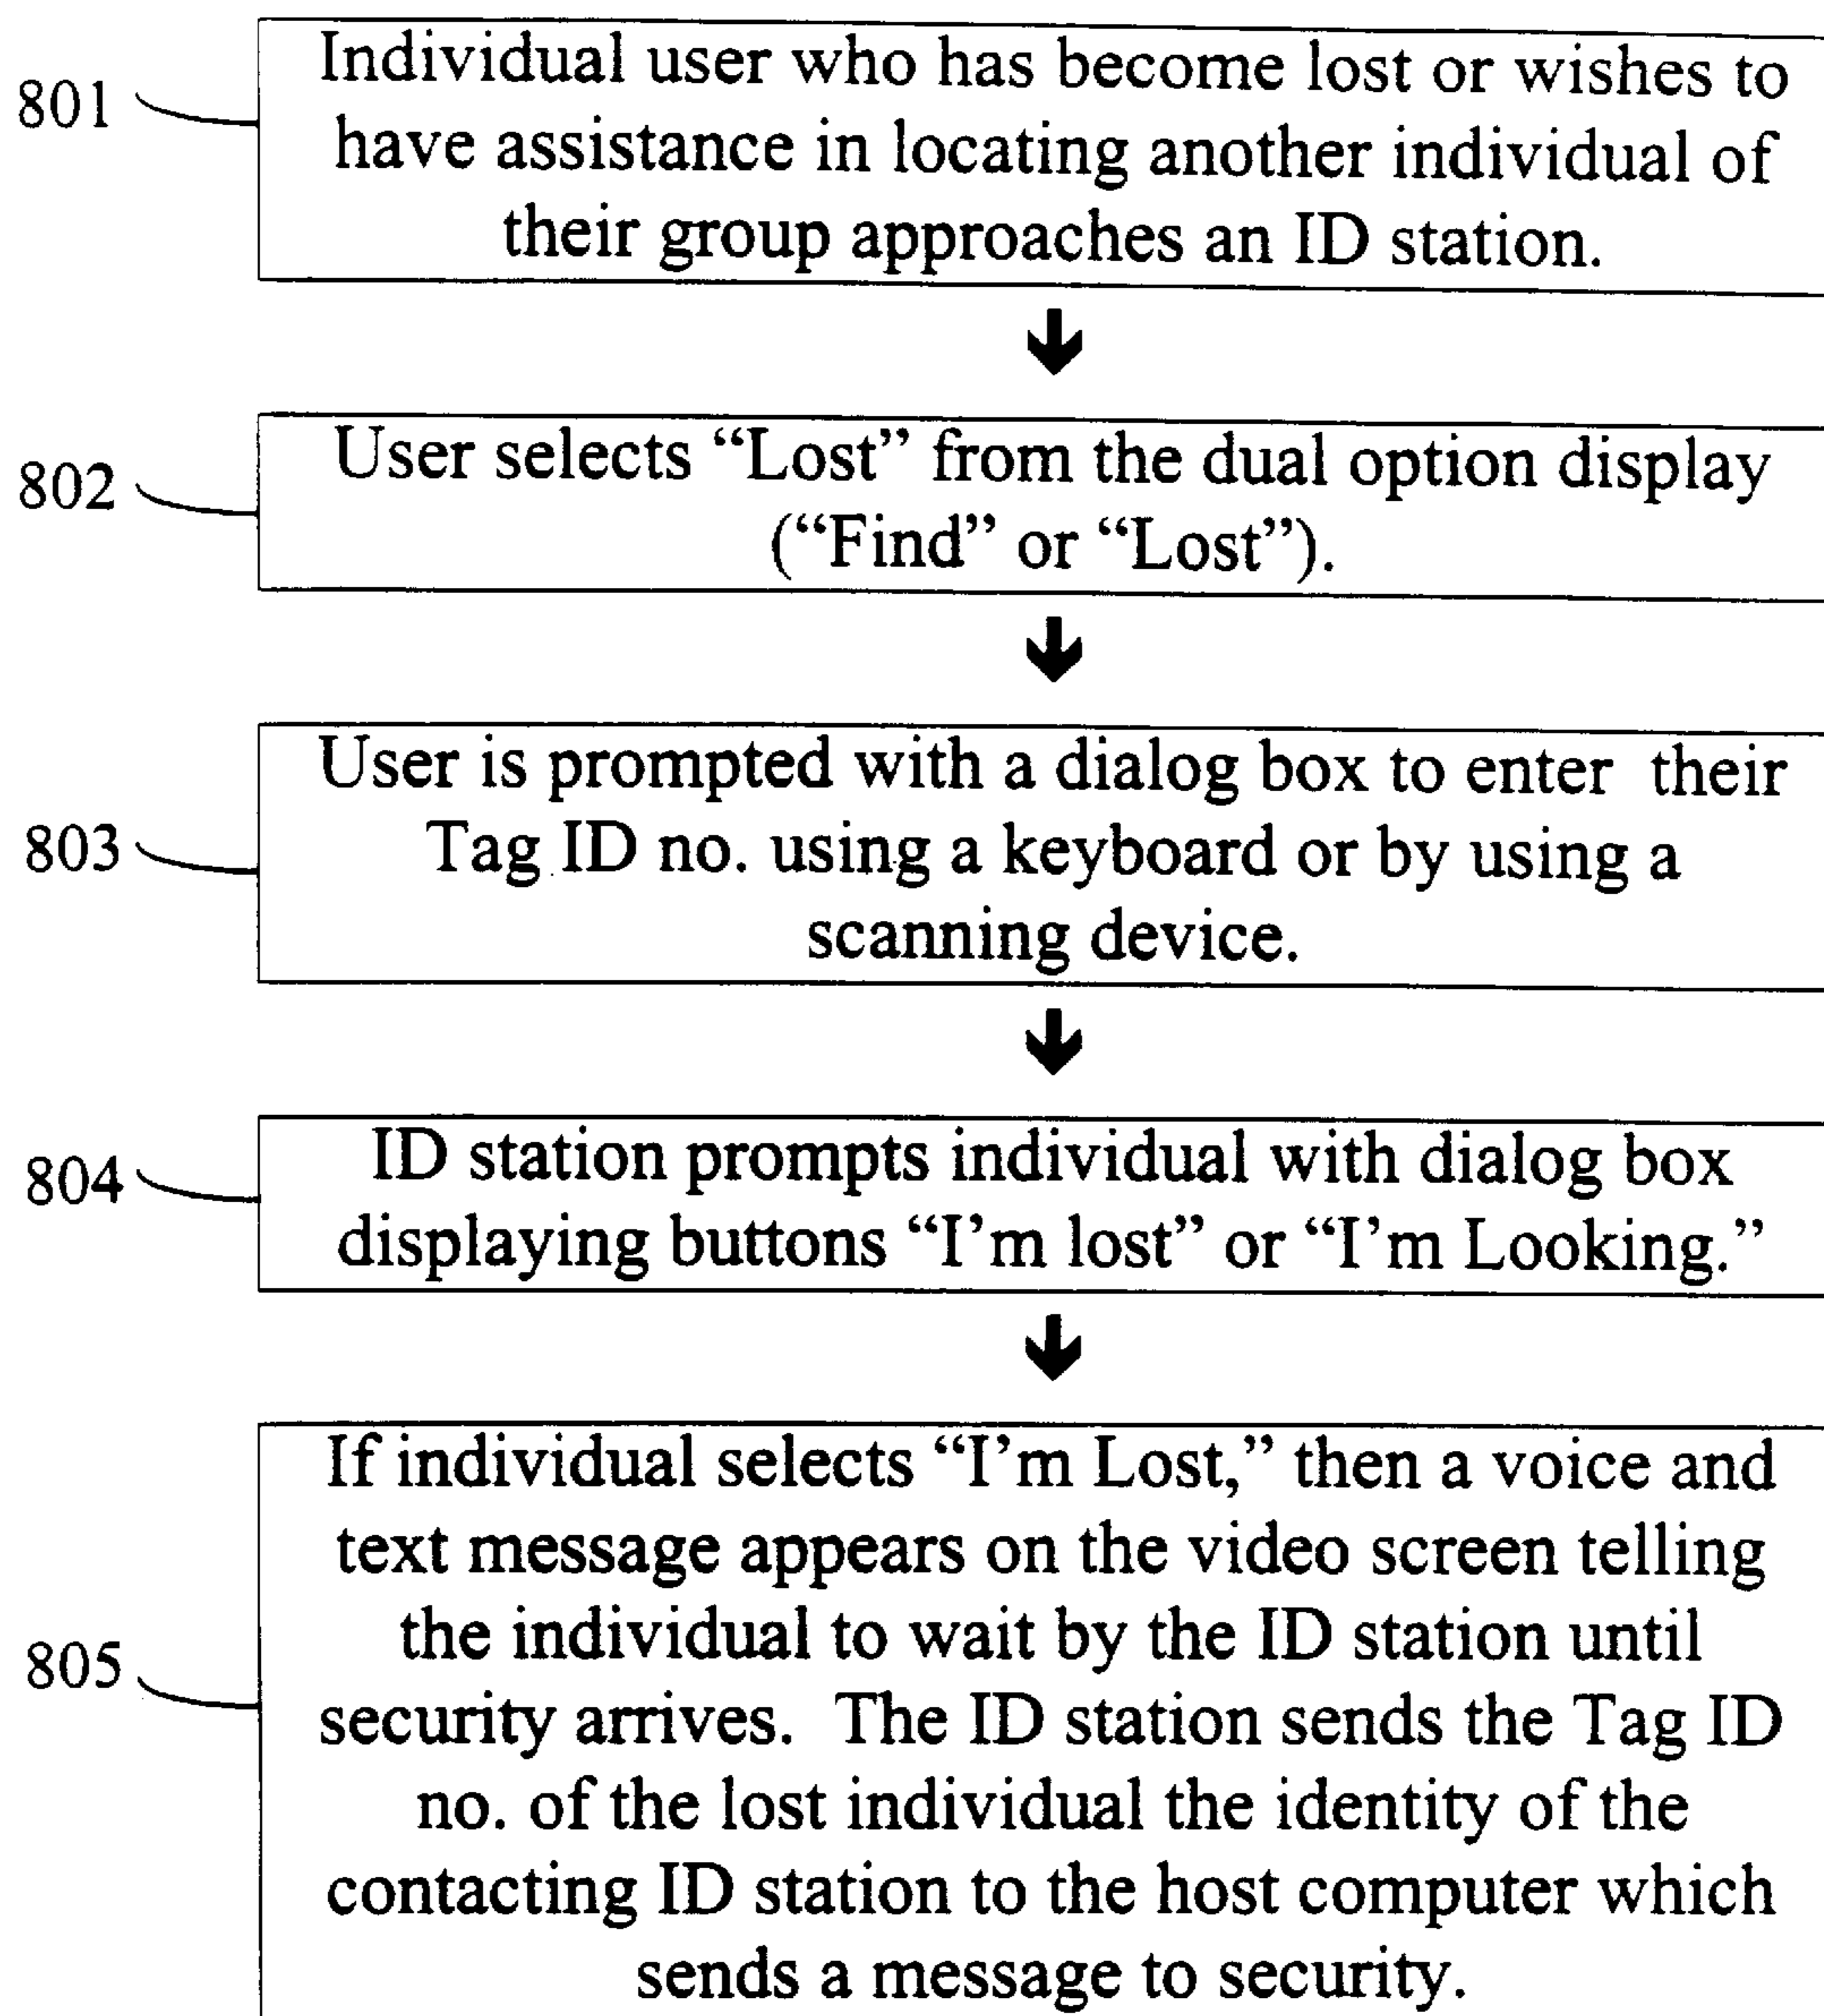 801
Individual user who has become lost or wishes to
have assistance in locating another individual of
their group approaches an ID station.
802
User selects “Lost” from the dual option display
(“Find” or “Lost”).
803
User is prompted with a dialog box to enter their
Tag ID no. using a keyboard or by using a
scanning device.
804
ID station prompts individual with dialog box
displaying buttons “I’m lost” or “I’m Looking.”
805
If individual selects “I’m Lost,” then a voice and
text message appears on the video screen telling
the individual to wait by the ID station until
security arrives. The ID station sends the Tag ID
no. of the lost individual the identity of the
contacting ID station to the host computer which
sends a message to security.